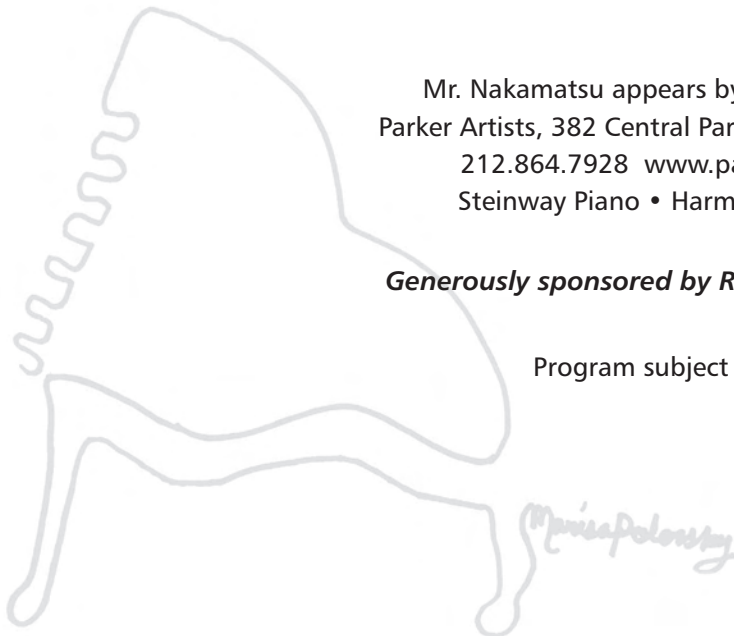 Mr. Nakamatsu appears by
Parker Artists, 382 Central Par
212.864.7928 www.pa
Steinway Piano • Harm
Generously sponsored by R
Program subject